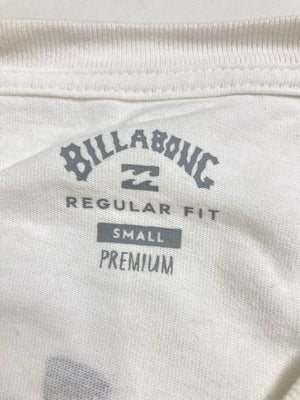 BILLABONG
REGULAR FIT
SMALL
PREMIUM